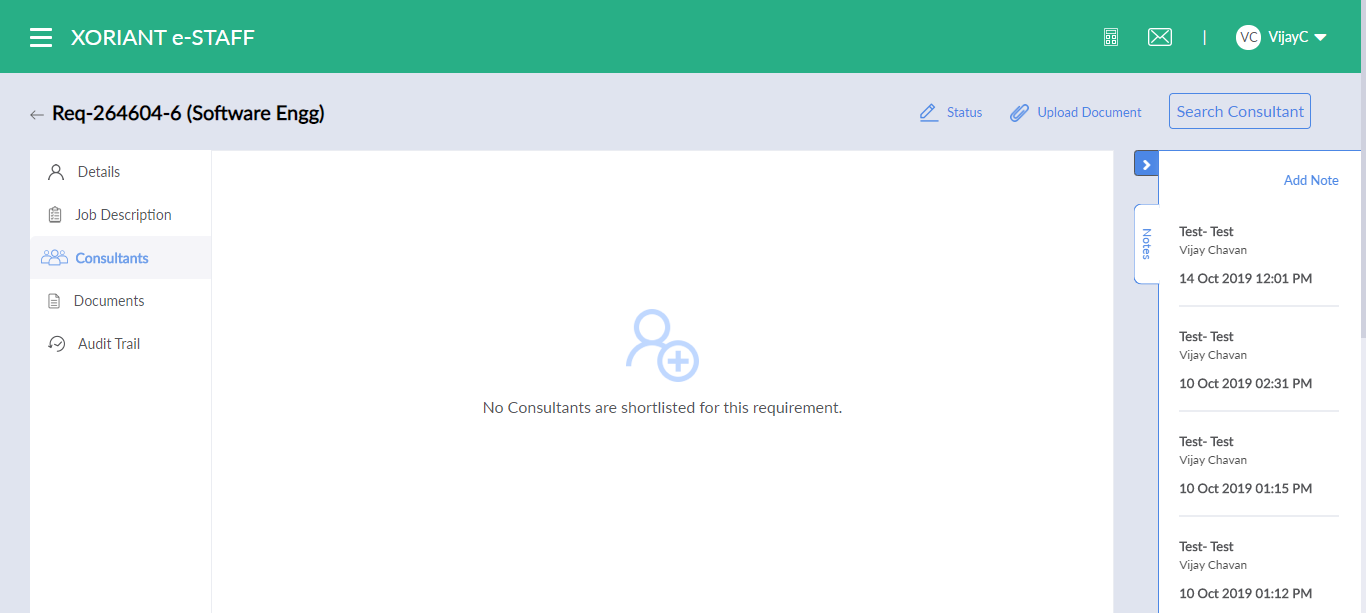 XORIANT e-STAFF
| VC VijayC
Req-264604-6 (Software Engg)
Status
Upload Document
Search Consultant
Details
Job Description
Consultants
Documents
Audit Trail
No Consultants are shortlisted for this requirement.
Notes
Add Note
Test- Test
Vijay Chavan
14 Oct 2019 12:01 PM
Test- Test
Vijay Chavan
10 Oct 2019 02:31 PM
Test- Test
Vijay Chavan
10 Oct 2019 01:15 PM
Test- Test
Vijay Chavan
10 Oct 2019 01:12 PM